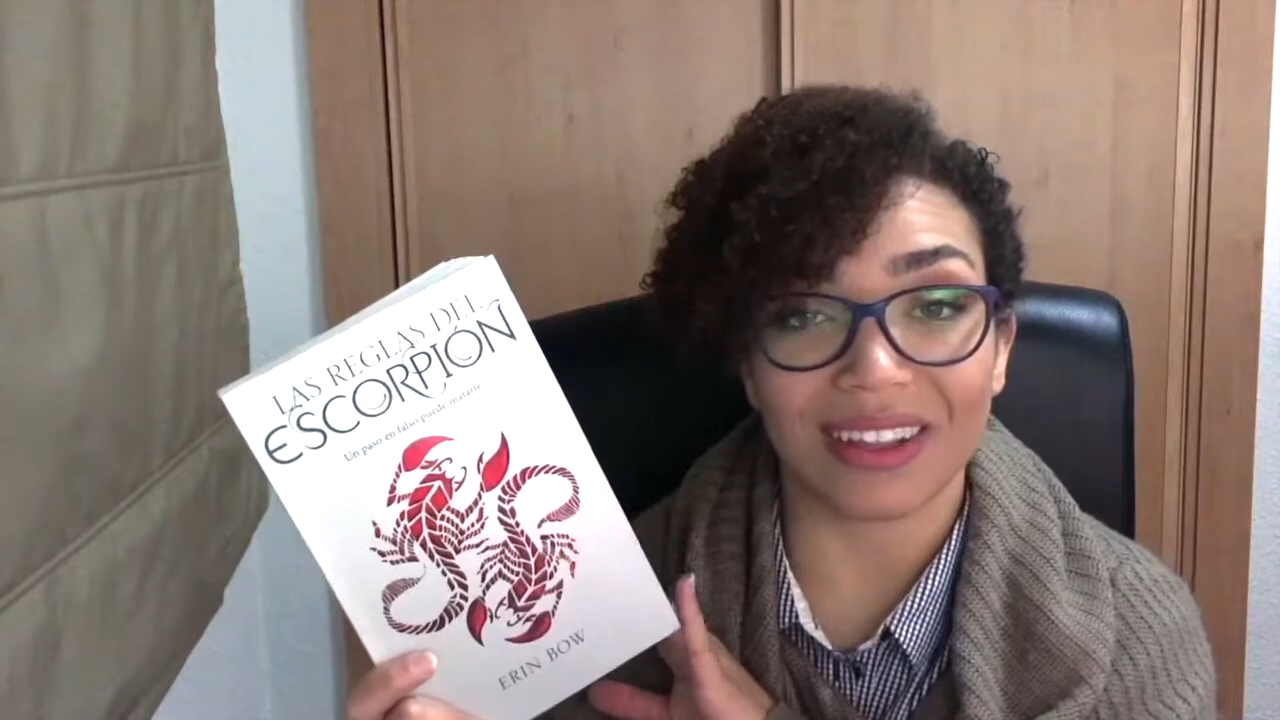 LAS REGLAS DEL
ESCORPIÓN
Un paso en falso puede matarte
ERIN BOW